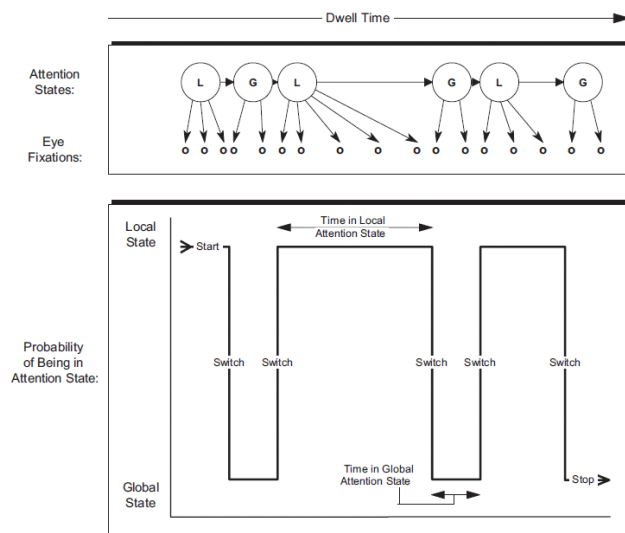 Dwell Time
Attention
States:
L G L G L G
Eye
Fixations:
o o o o o o o o o o o o o o o o o
Local
State
Start
Time in Local
Attention State
Probability
of Being in
Attention State:
Switch Switch Switch Switch Switch
Time in Global
Attention State
Global
State
Stop